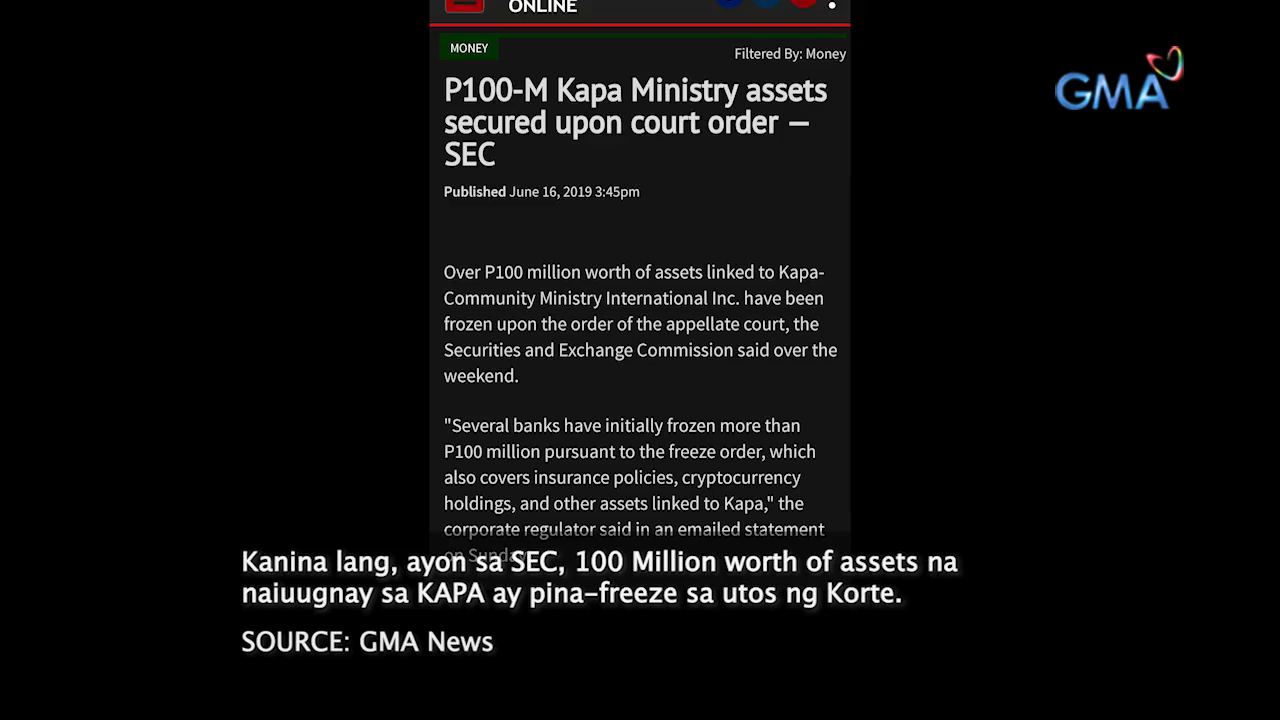 ONLINE
MONEY
Filtered By: Money
GMA
P100-M Kapa Ministry assets
secured upon court order —
SEC
Published June 16, 2019 3:45pm
Over P100 million worth of assets linked to Kapa-
Community Ministry International Inc. have been
frozen upon the order of the appellate court, the
Securities and Exchange Commission said over the
weekend.
"Several banks have initially frozen more than
P100 million pursuant to the freeze order, which
also covers insurance policies, cryptocurrency
holdings, and other assets linked to Kapa," the
corporate regulator said in an emailed statement
on Sunday
Kanina lang, ayon sa SEC, 100 Million worth of assets na
naiuugnay sa KAPA ay pina-freeze sa utos ng Korte.
SOURCE: GMA News